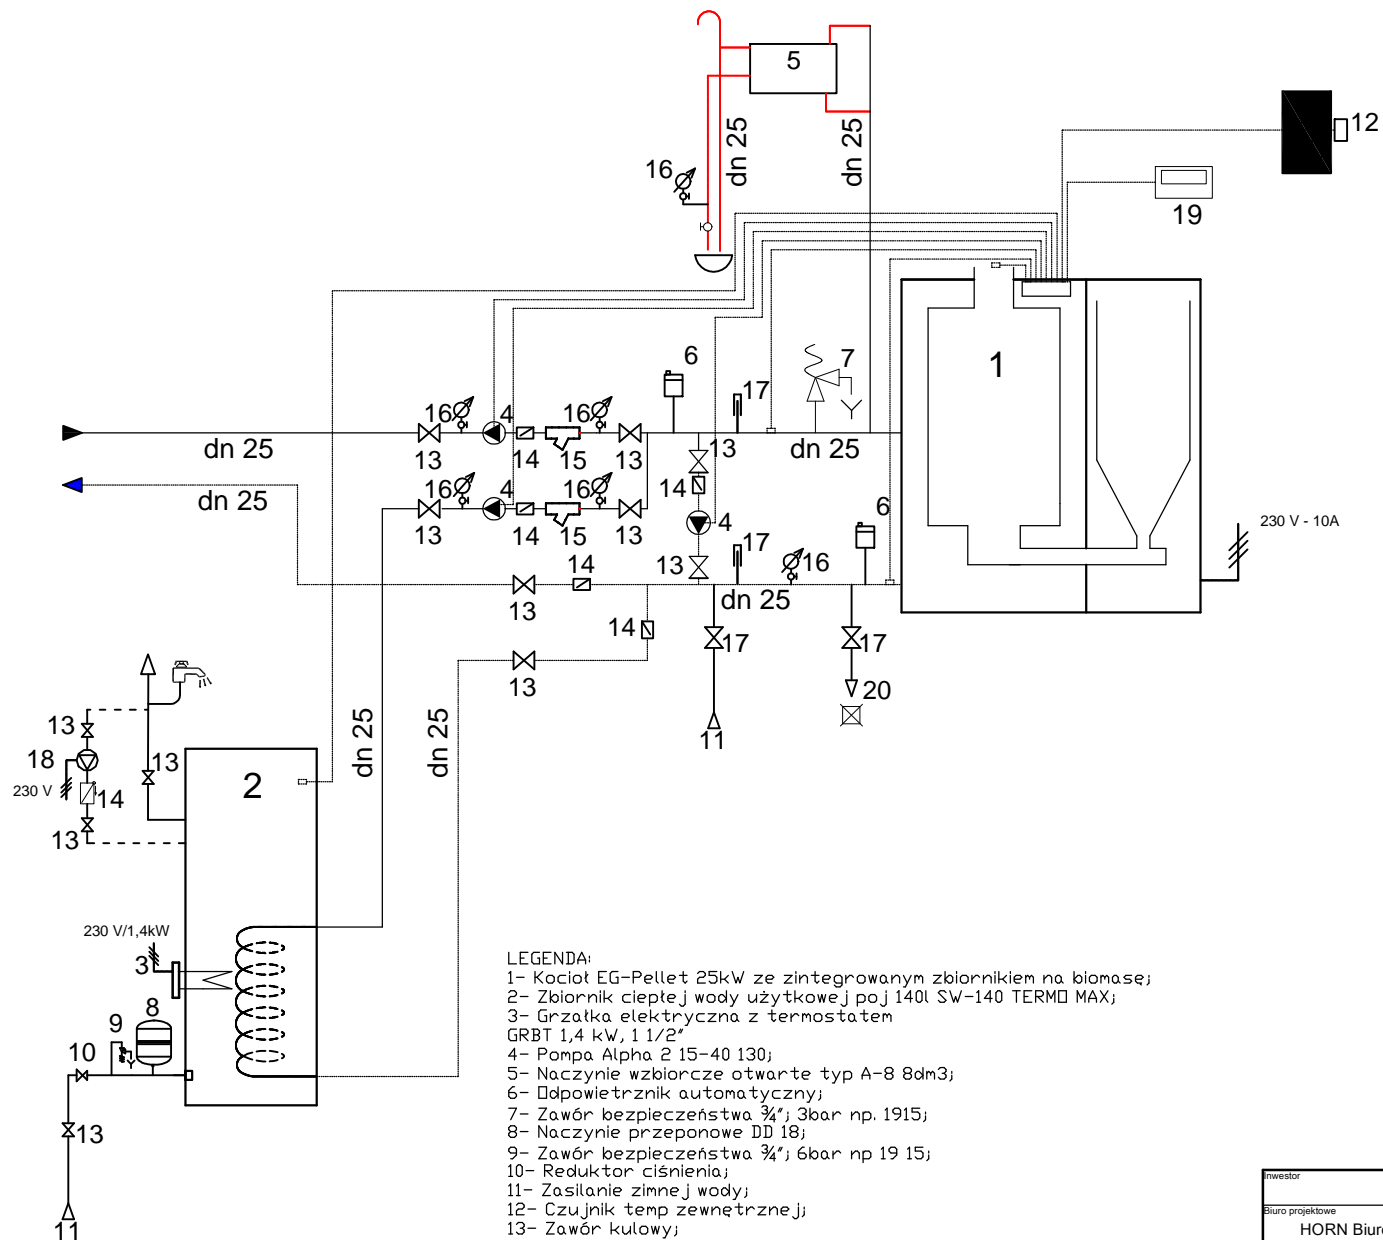 5
12
dn 25
dn 25
16
19
6
7
1
17
16
4
16
13
dn 25
13
14
15
13
dn 25
14
dn 25
16
4
16
4
6
13
14
15
13
17
230 V - 10A
14
13
16
13
dn 25
14
17
17
13
20
11
13
18
13
2
dn 25
dn 25
230 V
14
13
230 V/1,4kW
3
8
9
10
13
11
LEGENDA:
1- Kocioł EG-Pellet 25kW ze zintegrowanym zbiornikiem na biomasę;
2- Zbiornik ciepłej wody użytkowej poj 140l SW-140 TERMO MAX;
3- Grzałka elektryczna z termostatem
GRBT 1,4 kW, 1 1/2"
4- Pompa Alpha 2 15-40 130;
5- Naczynie wzbiorcze otwarte typ A-8 8dm3;
6- Odpowietrznik automatyczny;
7- Zawór bezpieczeństwa ¾"; 3bar np. 1915;
8- Naczynie przeponowe DD 18;
9- Zawór bezpieczeństwa ¾"; 6bar np 19 15;
10- Reduktor ciśnienia;
11- Zasilanie zimnej wody;
12- Czujnik temp zewnętrznej;
13- Zawór kulowy;
Inwestor
Biuro projektowe
HORN Biuro